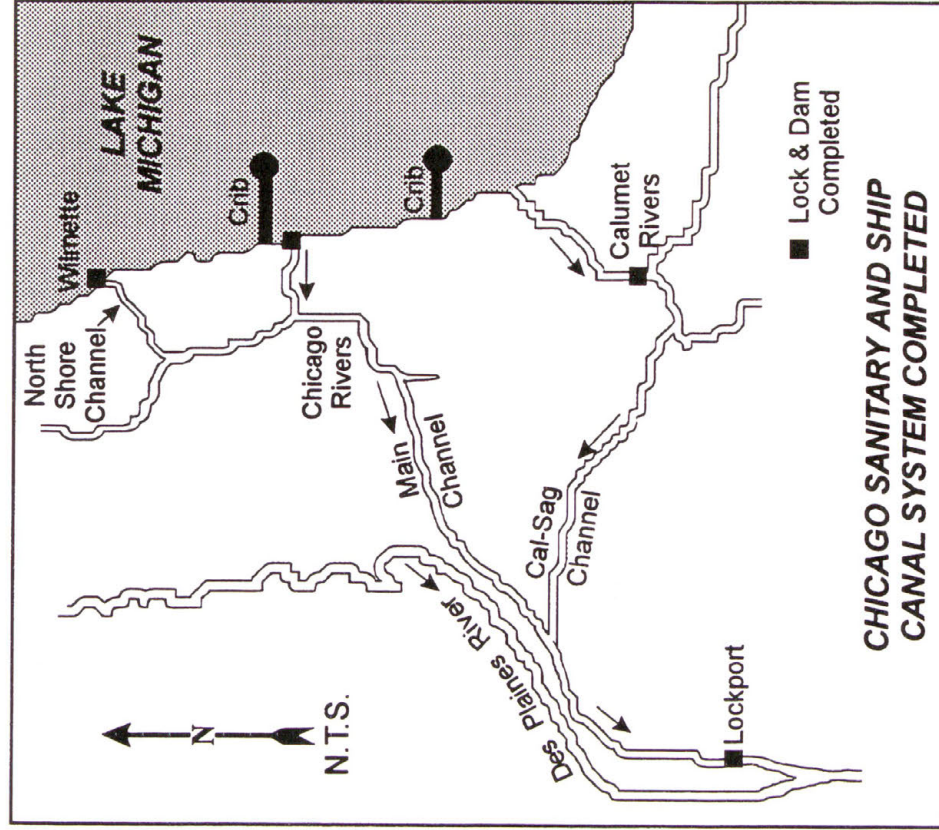 LAKE
MICHIGAN
Wilmette
North
Shore
Channel
Crib
Crib
Chicago
Rivers
Main
Channel
Calumet
Rivers
Cal-Sag
Channel
Des Plaines River
Lockport
N
N.T.S.
Lock & Dam
Completed
CHICAGO SANITARY AND SHIP
CANAL SYSTEM COMPLETED